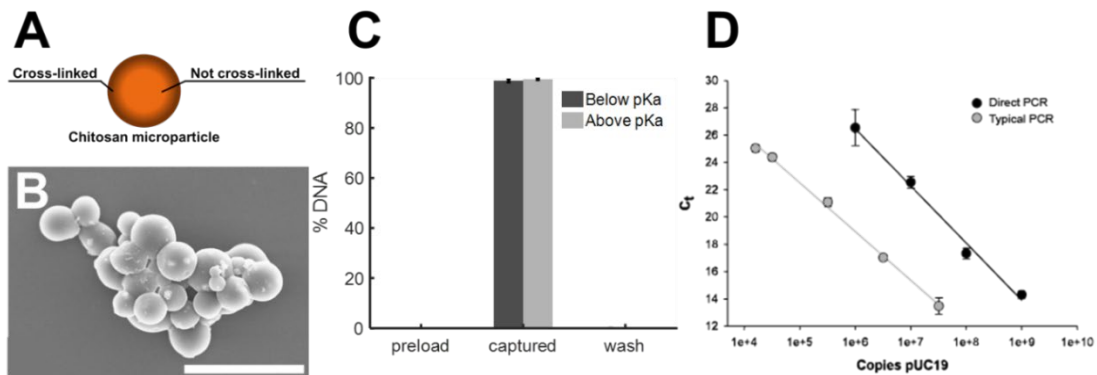 A
Cross-linked
Not cross-linked
Chitosan microparticle
B
C
% DNA
100
80
60
40
20
0
Below pKa
Above pKa
preload captured wash
D
Ct
30
28
26
24
22
20
18
16
14
12
Direct PCR
Typical PCR
1e+4 1e+5 1e+6 1e+7 1e+8 1e+9 1e+10
Copies pUC19